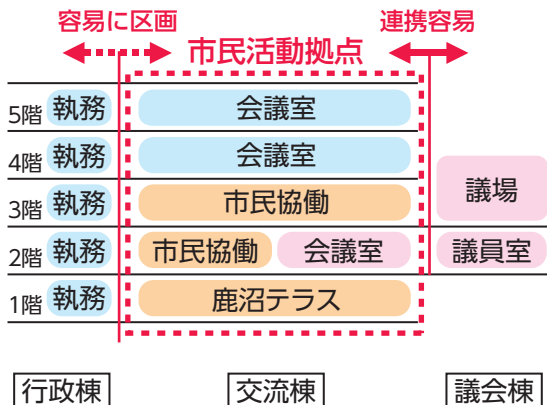 容易に区画
連携容易
市民活動拠点
5階 執務 会議室
4階 執務 会議室
3階 執務 市民協働 議場
2階 執務 市民協働 会議室 議員室
1階 執務 鹿沼テラス
行政棟 交流棟 議会棟